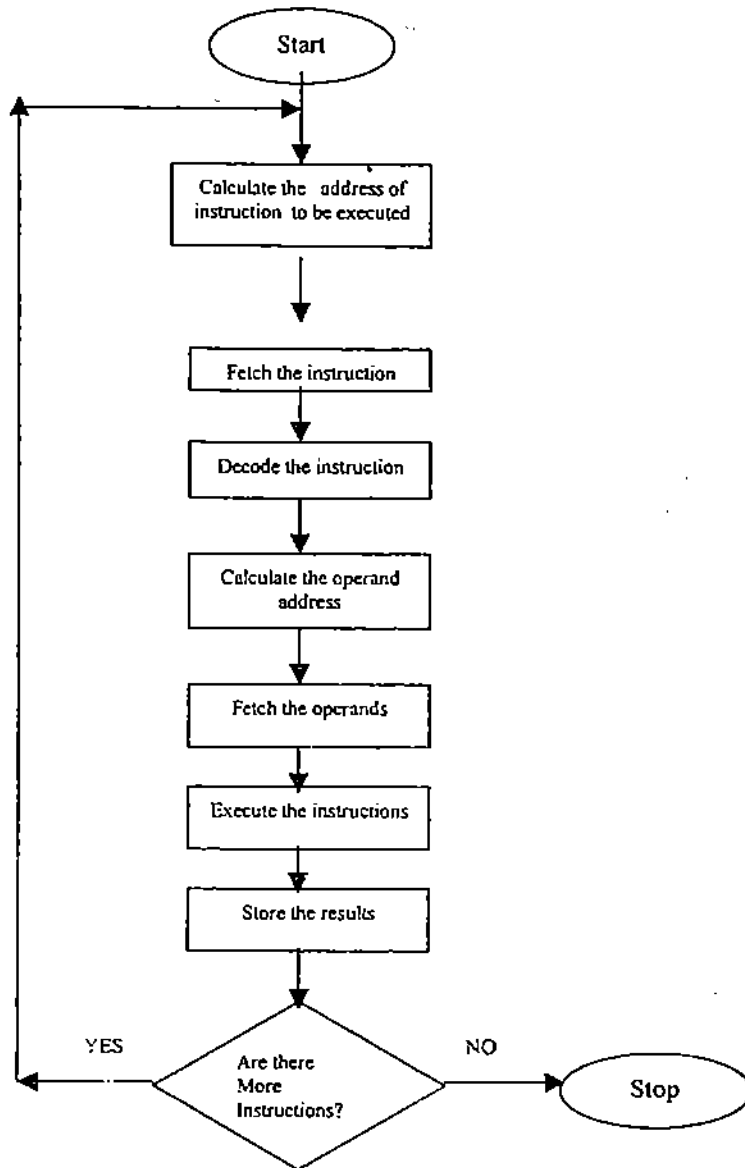 Start
Calculate the address of
instruction to be executed
Fetch the instruction
Decode the instruction
Calculate the operand
address
Fetch the operands
Execute the instructions
Store the results
YES
Are there
More
Instructions?
NO
Stop